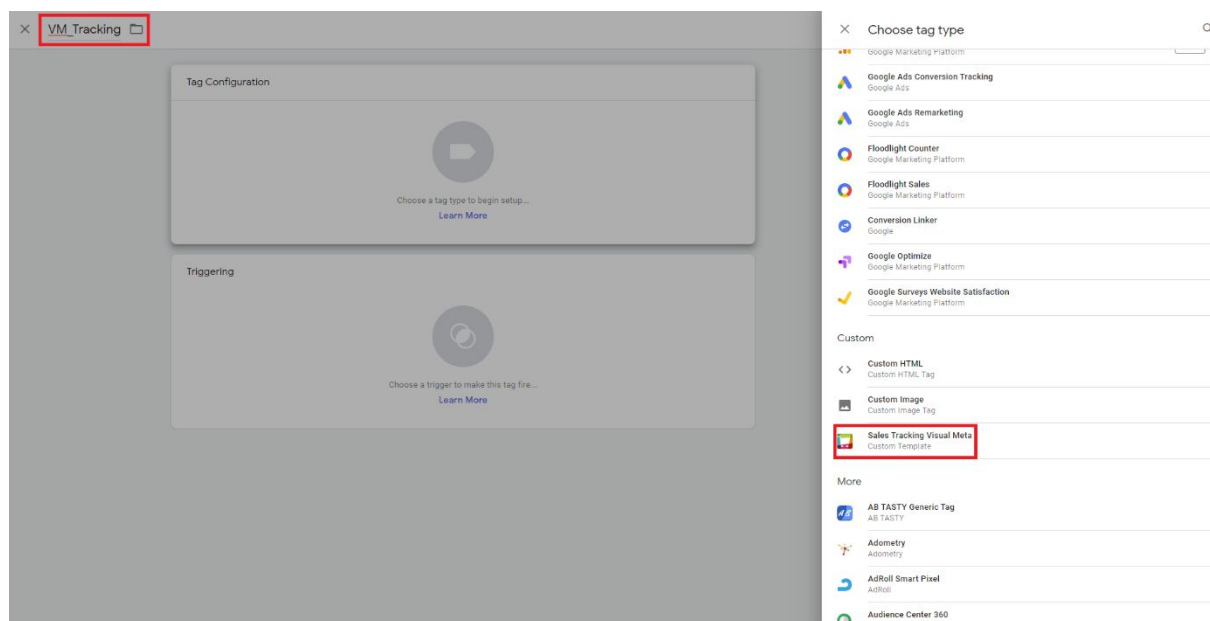 VM_Tracking
Tag Configuration
Choose a tag type to begin setup...
Learn More
Triggering
Choose a trigger to make this tag fire...
Learn More
Choose tag type
Google Marketing Platform
Google Ads Conversion Tracking
Google Ads
Google Ads Remarketing
Google Ads
Floodlight Counter
Google Marketing Platform
Floodlight Sales
Google Marketing Platform
Conversion Linker
Google
Google Optimize
Google Marketing Platform
Google Surveys Website Satisfaction
Google Marketing Platform
Custom
Custom HTML
Custom HTML Tag
Custom Image
Custom Image Tag
Sales Tracking Visual Meta
Custom Template
More
AB TASTY Generic Tag
AB TASTY
Adometry
Adometry
AdRoll Smart Pixel
AdRoll
Audience Center 360